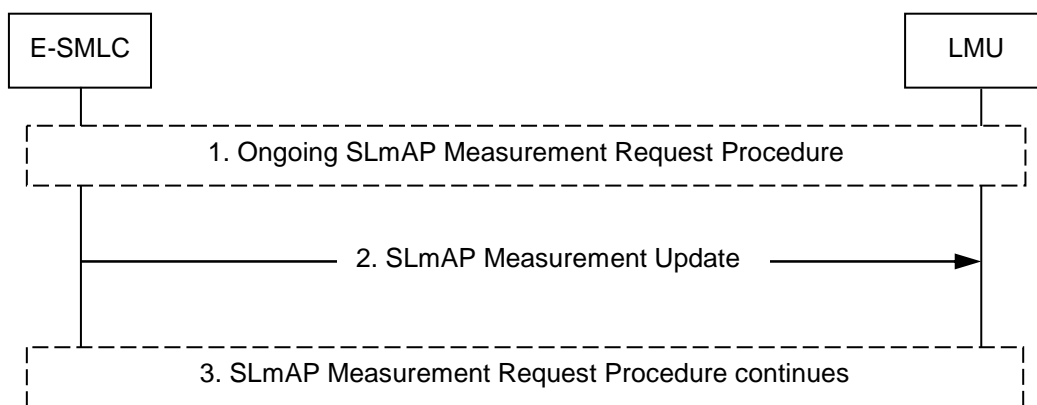 E-SMLC
LMU
1. Ongoing SLmAP Measurement Request Procedure
2. SLmAP Measurement Update
3. SLmAP Measurement Request Procedure continues